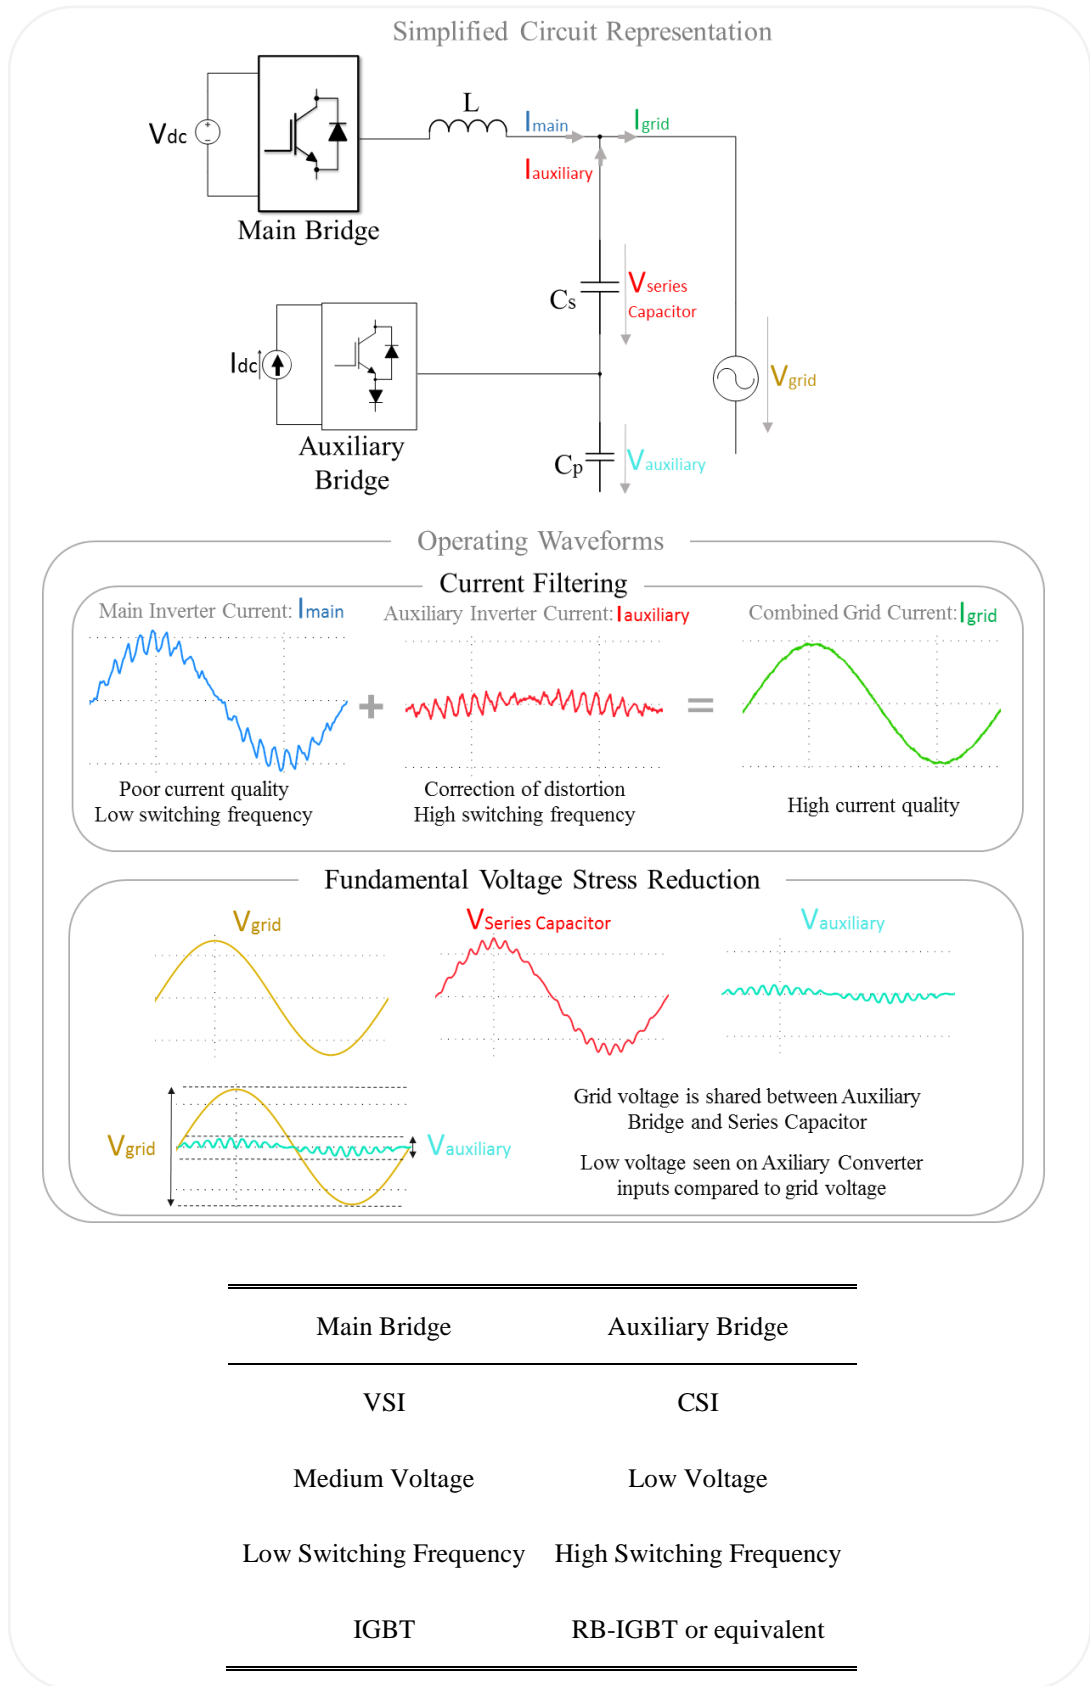 Simplified Circuit Representation
Vdc
L
Imain
Igrid
Iauxiliary
Main Bridge
Cs
Vseries
Capacitor
Idc
Vgrid
Auxiliary
Bridge
Cp
Vauxiliary
Operating Waveforms
Current Filtering
Main Inverter Current: Imain
Auxiliary Inverter Current: Iauxiliary
Combined Grid Current: Igrid
+
=
Poor current quality
Low switching frequency
Correction of distortion
High switching frequency
High current quality
Fundamental Voltage Stress Reduction
Vgrid
VSeries Capacitor
Vauxiliary
Vgrid
Vauxiliary
Grid voltage is shared between Auxiliary
Bridge and Series Capacitor
Low voltage seen on Axiliary Converter
inputs compared to grid voltage
Main Bridge Auxiliary Bridge
VSI CSI
Medium Voltage Low Voltage
Low Switching Frequency High Switching Frequency
IGBT RB-IGBT or equivalent